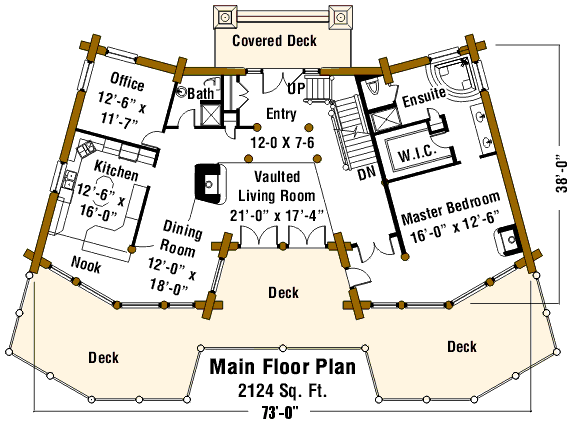 Covered Deck
Office
12'-6" x
11'-7"
Bath
UP
Ensuite
Entry
12-0 X 7-6
W.I.C.
DN
Kitchen
12'-6" x
16'-0"
Vaulted
Living Room
21'-0" x 17'-4"
Master Bedroom
16'-0" x 12'-6"
Dining
Room
12'-0" x
18'-0"
Nook
38'-0"
Deck
Deck
Deck
Main Floor Plan
2124 Sq. Ft.
73'-0"